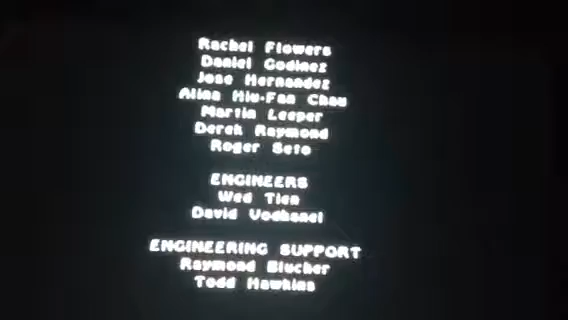 Rachel Flowers
Daniel Godinez
Jose Hernandez
Alina Hiu-Fan Chau
Martin Leeper
Derek Raymond
Roger Seto
ENGINEERS
Wed Tien
David Vodhanel
ENGINEERING SUPPORT
Raymond Blucher
Todd Hawkins